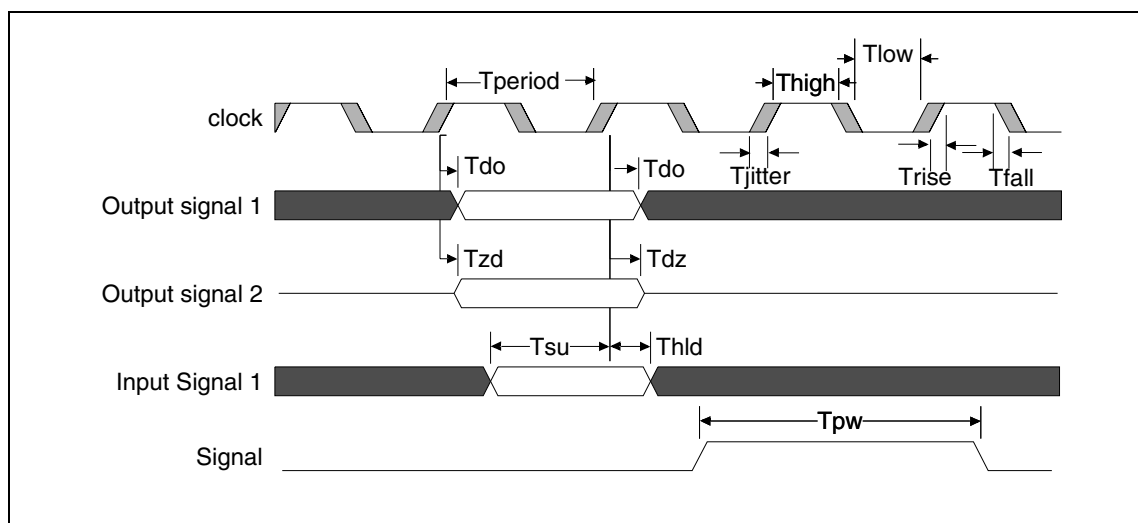 Tlow
Tperiod
Thigh
clock
Tdo
Tdo
Tjitter
Trise
Tfall
Output signal 1
Tzd
Tdz
Output signal 2
Tsu
Thld
Input Signal 1
Tpw
Signal